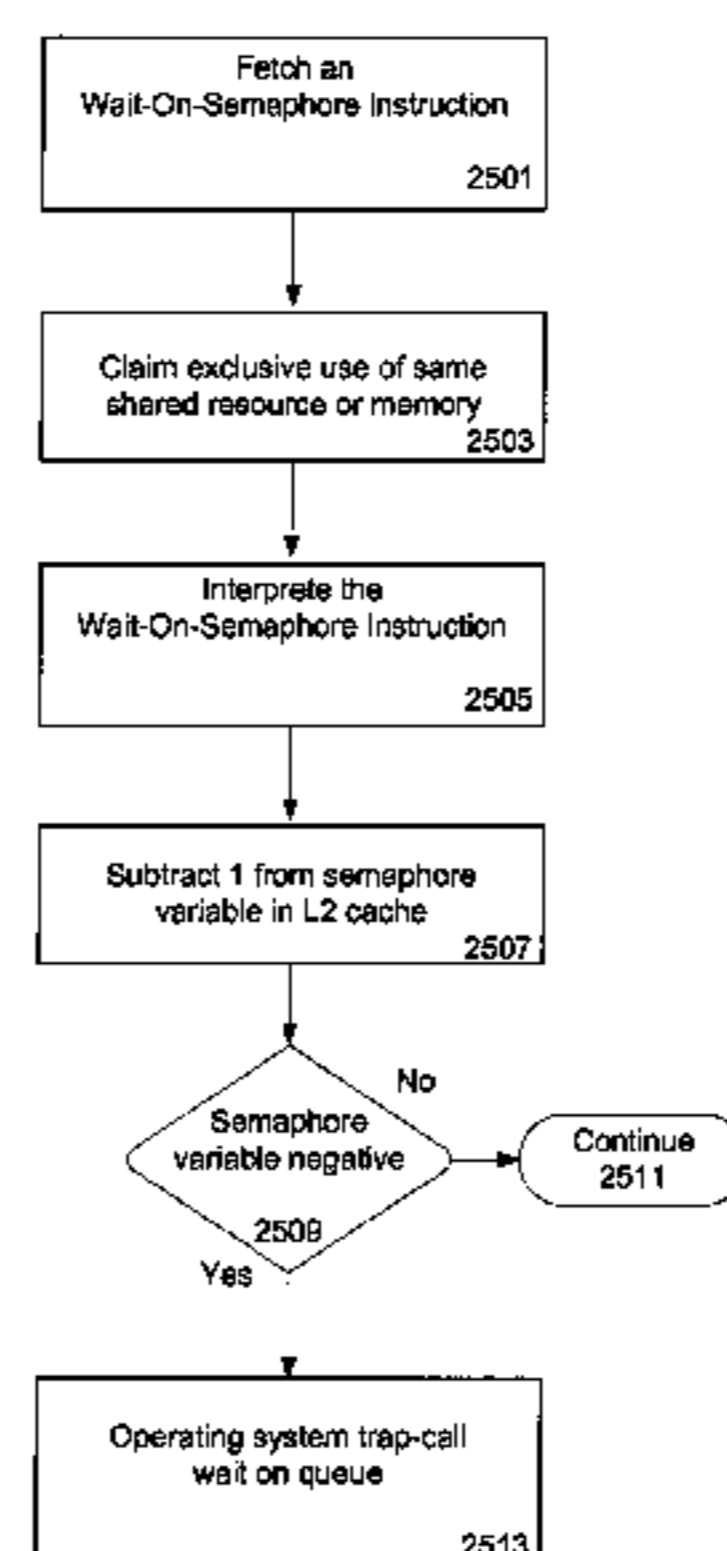 Fetch an
Wait-On-Semaphore Instruction
2501
Claim exclusive use of same
shared resource or memory
2503
Interprete the
Wait-On-Semaphore Instruction
2505
Subtract 1 from semaphore
variable in L2 cache
2507
No
Semaphore
variable negative
2509
Continue
2511
Yes
Operating system trap-call
wait on queue
2513